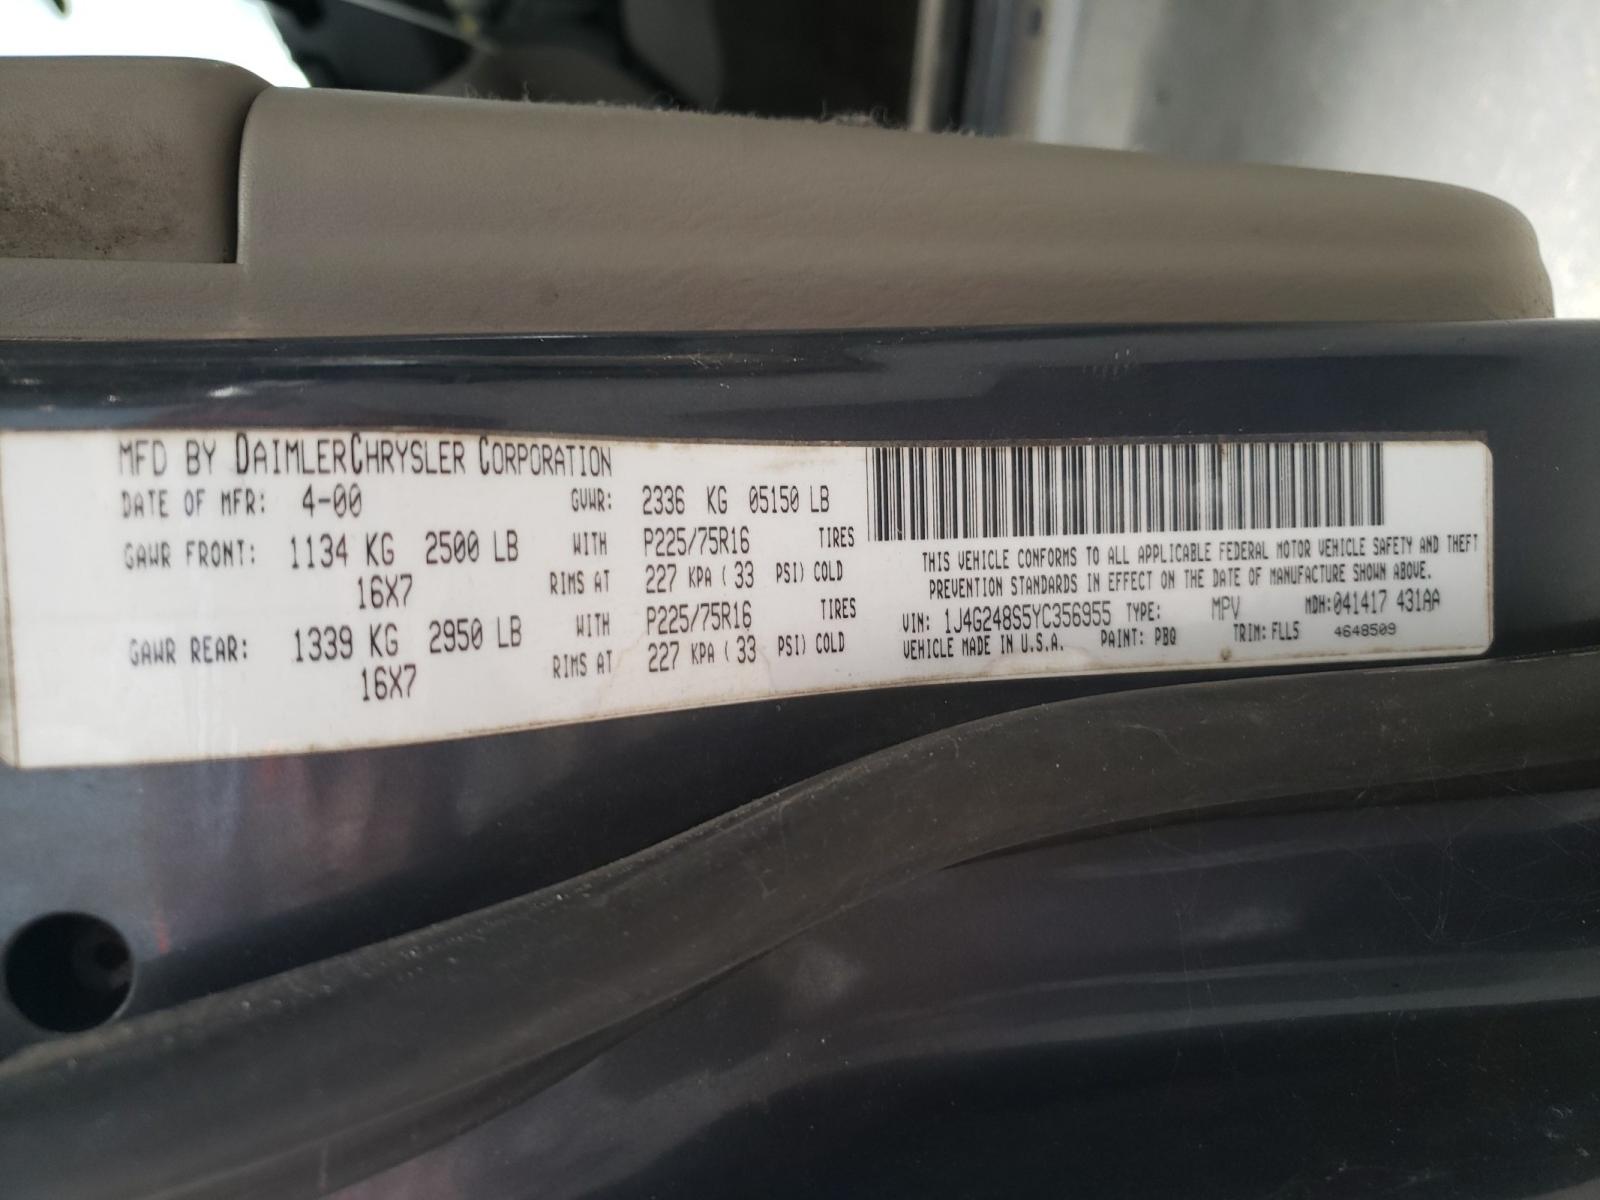 MFD BY DAIMLERCHRYSLER CORPORATION
DATE OF MFR: 4-00 GVWR: 2336 KG 05150 LB
GAWR FRONT: 1134 KG 2500 LB WITH P225/75R16 TIRES
16X7 RIMS AT 227 KPA ( 33 PSI) COLD
GAWR REAR: 1339 KG 2950 LB WITH P225/75R16 TIRES
16X7 RIMS AT 227 KPA ( 33 PSI) COLD
THIS VEHICLE CONFORMS TO ALL APPLICABLE FEDERAL MOTOR VEHICLE SAFETY AND THEFT
PREVENTION STANDARDS IN EFFECT ON THE DATE OF MANUFACTURE SHOWN ABOVE.
VIN: 1J4G248S5YC356955 TYPE: MPV MDH:041417 431AA
VEHICLE MADE IN U.S.A. PAINT: PBQ TRIM: FLL5 4648509